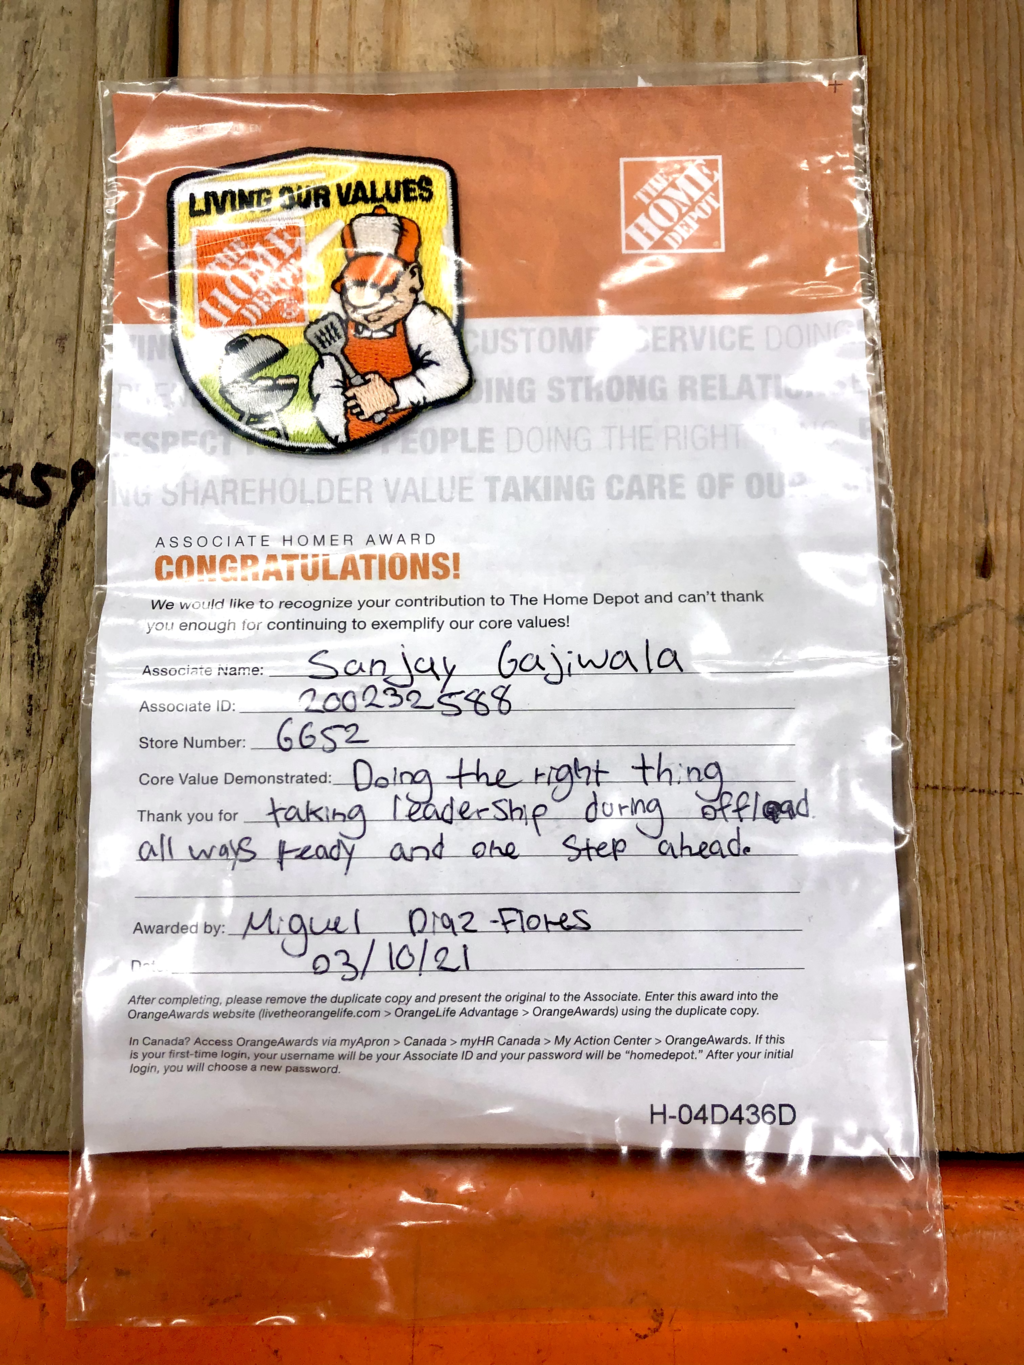 LIVING OUR VALUES
THE HOME DEPOT
THE HOME DEPOT
CUSTOMER SERVICE DOING
ING STRONG RELATI
ESPECT PEOPLE DOING THE RIGHT
NG SHAREHOLDER VALUE TAKING CARE OF OUR
ASSOCIATE HOMER AWARD
CONGRATULATIONS!
We would like to recognize your contribution to The Home Depot and can't thank
you enough for continuing to exemplify our core values!
Associate Name: Sanjay Gajiwala
Associate ID: 200232588
Store Number: 6652
Core Value Demonstrated: Doing the right thing
Thank you for taking leadership during offload.
all ways ready and one step ahead.
Awarded by: Miguel Diaz-Flores
03/10/21
After completing, please remove the duplicate copy and present the original to the Associate. Enter this award into the
OrangeAwards website (livetheorangelife.com > OrangeLife Advantage > OrangeAwards) using the duplicate copy.
In Canada? Access OrangeAwards via myApron > Canada > myHR Canada > My Action Center > OrangeAwards. If this
is your first-time login, your username will be your Associate ID and your password will be "homedepot." After your initial
login, you will choose a new password.
H-04D436D